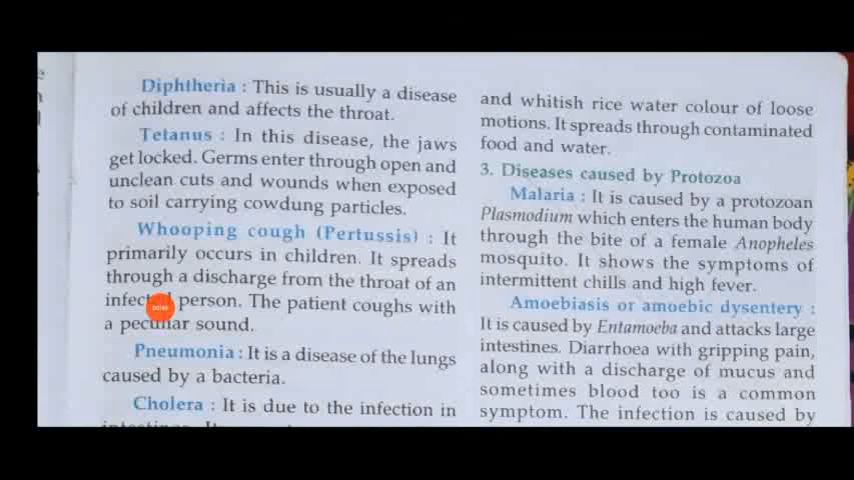 Diphtheria : This is usually a disease
of children and affects the throat.
Tetanus : In this disease, the jaws
get locked. Germs enter through open and
unclean cuts and wounds when exposed
to soil carrying cowdung particles.
Whooping cough (Pertussis) : It
primarily occurs in children. It spreads
through a discharge from the throat of an
infected person. The patient coughs with
a peculiar sound.
Pneumonia : It is a disease of the lungs
caused by a bacteria.
Cholera : It is due to the infection in
and whitish rice water colour of loose
motions. It spreads through contaminated
food and water.
3. Diseases caused by Protozoa
Malaria : It is caused by a protozoan
Plasmodium which enters the human body
through the bite of a female Anopheles
mosquito. It shows the symptoms of
intermittent chills and high fever.
Amoebiasis or amoebic dysentery :
It is caused by Entamoeba and attacks large
intestines. Diarrhoea with gripping pain,
along with a discharge of mucus and
sometimes blood too is a common
symptom. The infection is caused by